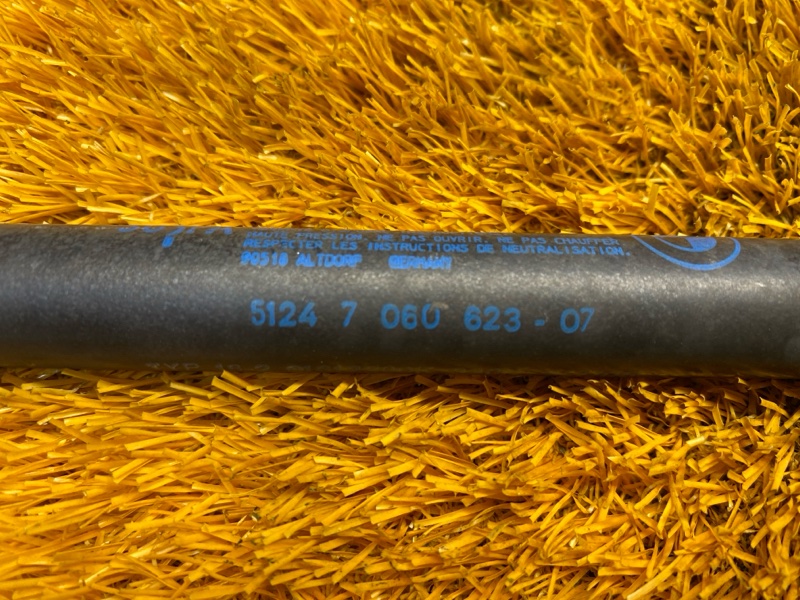 PRESSION. NE PAS OUVRIR. NE PAS CHAUFFER.
RESPECTER LES INSTRUCTIONS DE NEUTRALISATION.
90518 ALTDORF GERMANY
5124 7 060 623 - 07